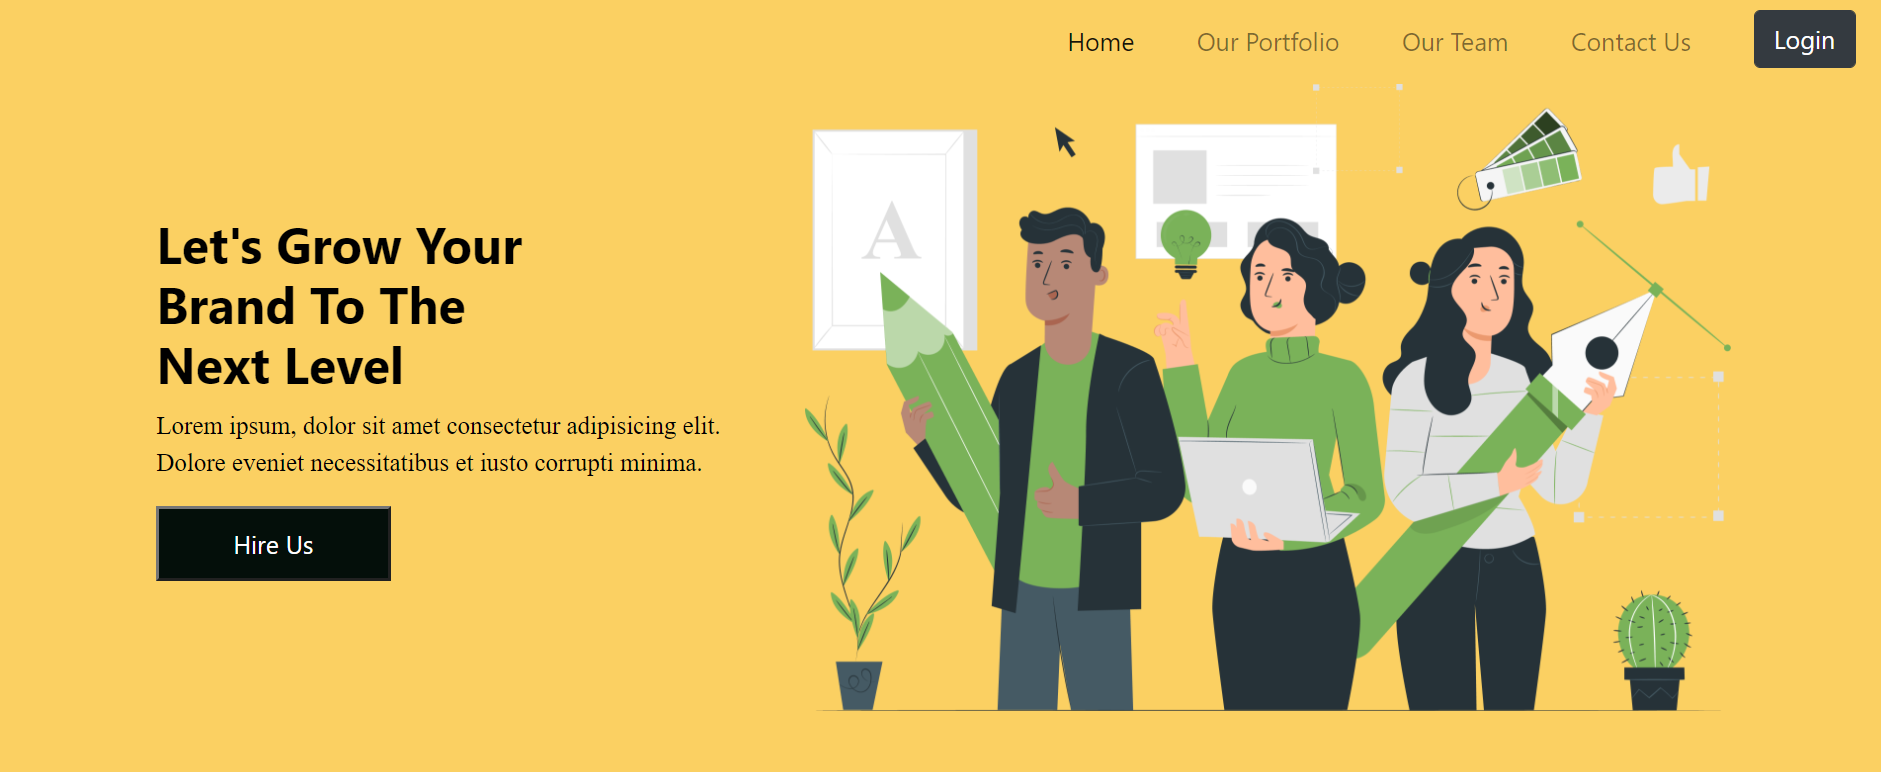 Home Our Portfolio Our Team Contact Us Login
A
Let's Grow Your
Brand To The
Next Level
Lorem ipsum, dolor sit amet consectetur adipisicing elit.
Dolore eveniet necessitatibus et iusto corrupti minima.
Hire Us